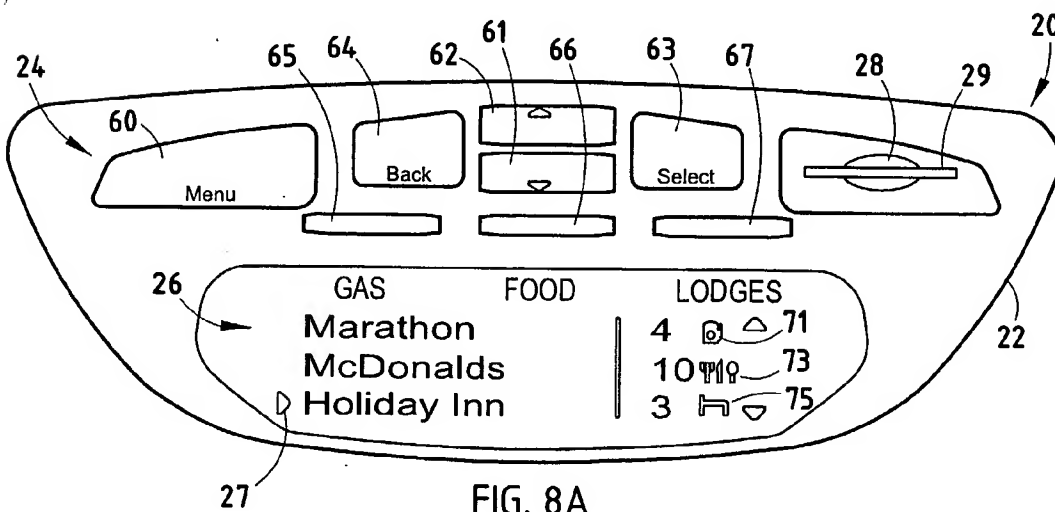 20
61
64 62 66 63 28
65 67 29
24
60
Back Select
Menu
26 GAS FOOD LODGES
Marathon 4 71
22
McDonalds 10 73
Holiday Inn 3 75
27
FIG. 8A